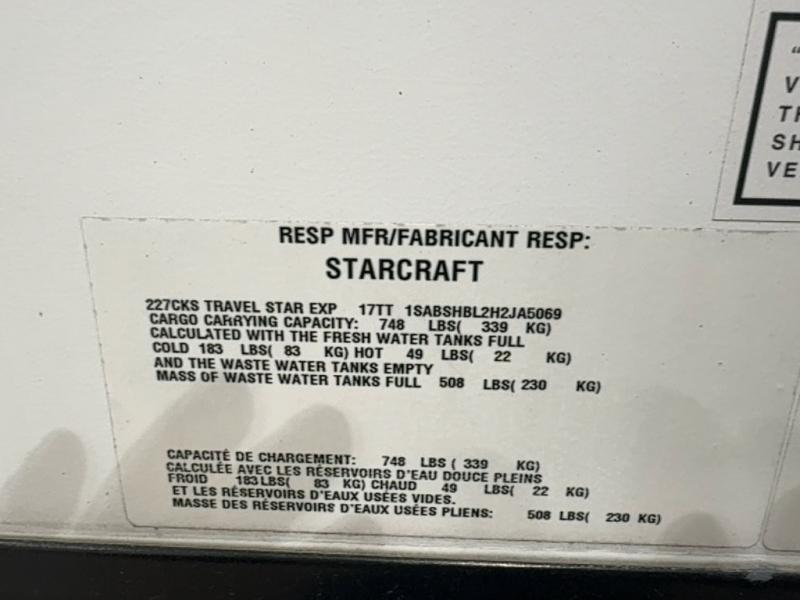 RESP MFR/FABRICANT RESP:
STARCRAFT
227CKS TRAVEL STAR EXP 17TT 1SABSHBL2H2JA5069
CARGO CARRYING CAPACITY: 748 LBS( 339 KG)
CALCULATED WITH THE FRESH WATER TANKS FULL
COLD 183 LBS( 83 KG) HOT 49 LBS( 22 KG)
AND THE WASTE WATER TANKS EMPTY
MASS OF WASTE WATER TANKS FULL 508 LBS( 230 KG)
CAPACITÉ DE CHARGEMENT: 748 LBS ( 339 KG)
CALCULÉE AVEC LES RÉSERVOIRS D'EAU DOUCE PLEINS
FROID 183LBS( 83 KG) CHAUD 49 LBS( 22 KG)
ET LES RÉSERVOIRS D'EAUX USÉES VIDES.
MASSE DES RÉSERVOIRS D'EAUX USÉES PLIENS: 508 LBS( 230 KG)